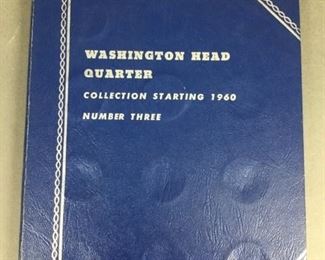 WASHINGTON HEAD
QUARTER
COLLECTION STARTING 1960
NUMBER THREE